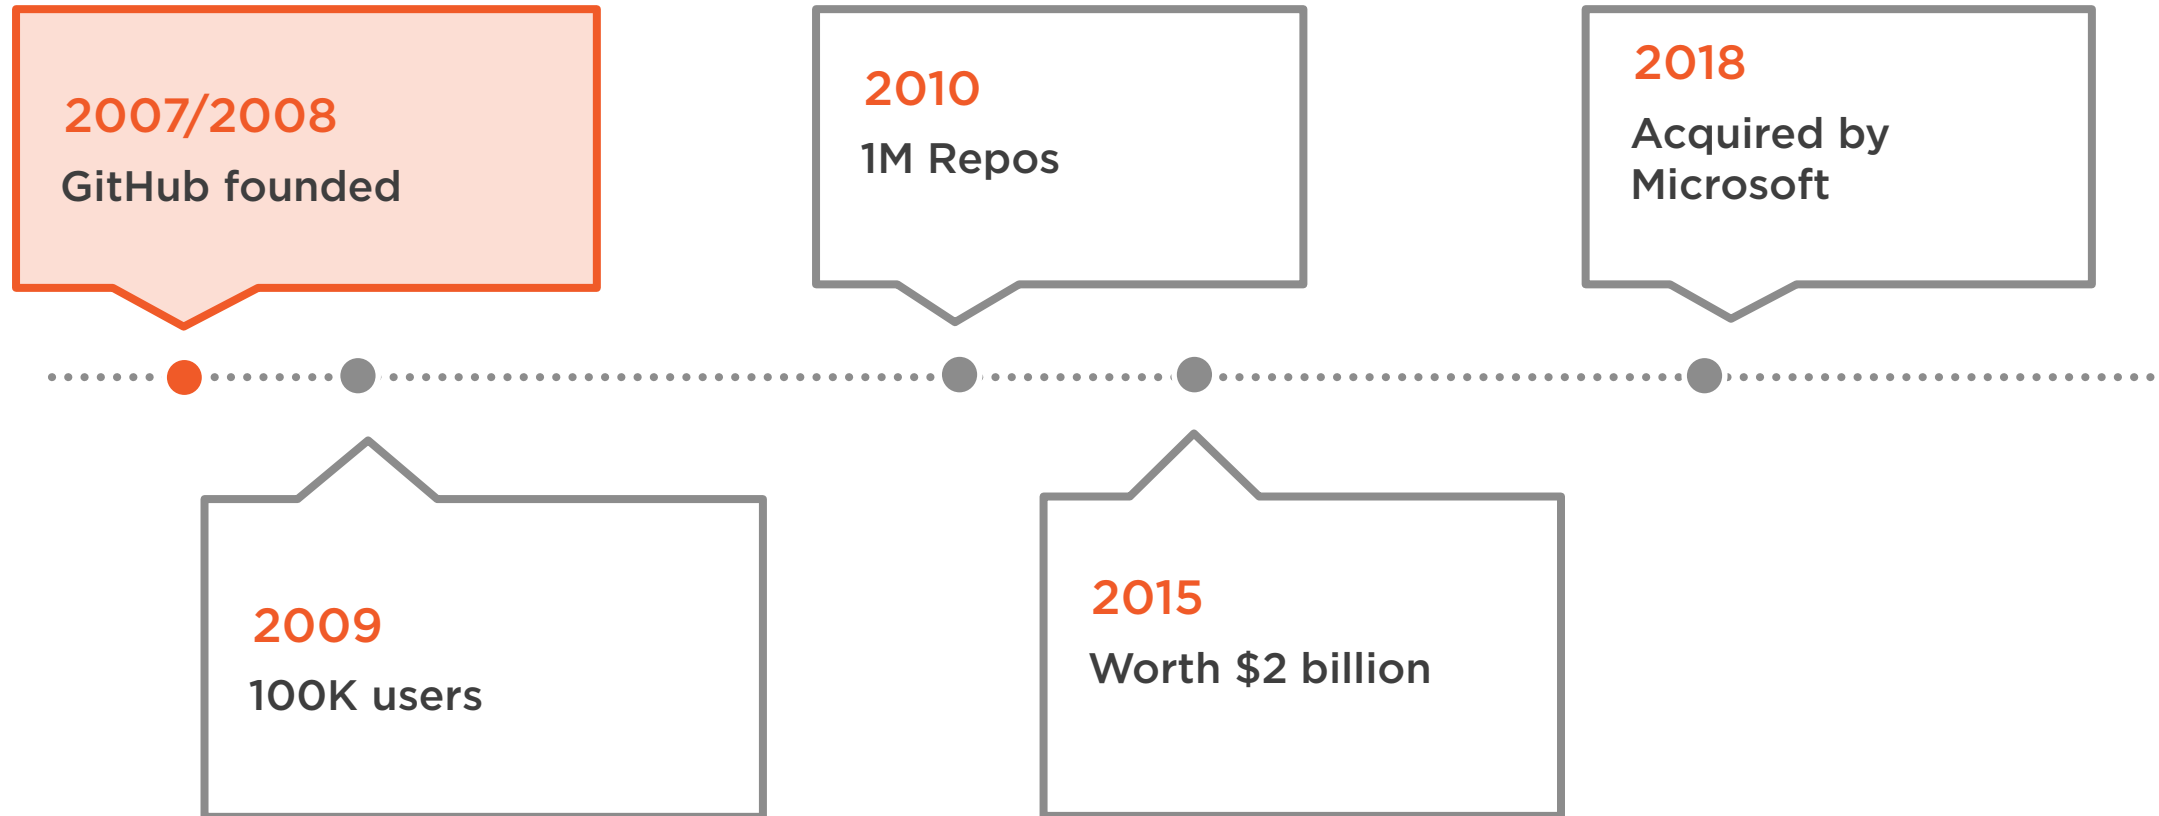 2007/2008
GitHub founded
2009
100K users
2010
1M Repos
2015
Worth $2 billion
2018
Acquired by
Microsoft